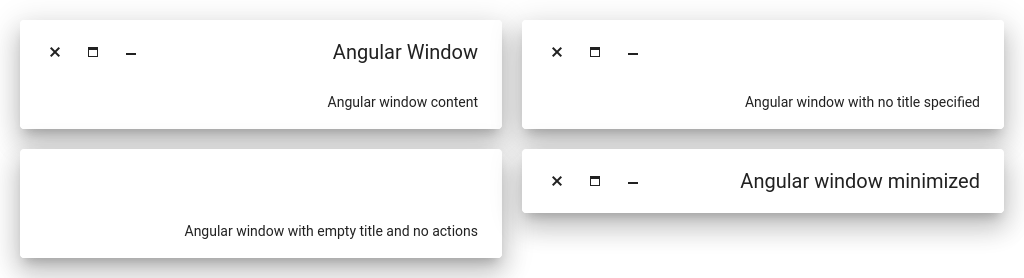 Angular Window
Angular window content
Angular window with no title specified
Angular window with empty title and no actions
Angular window minimized